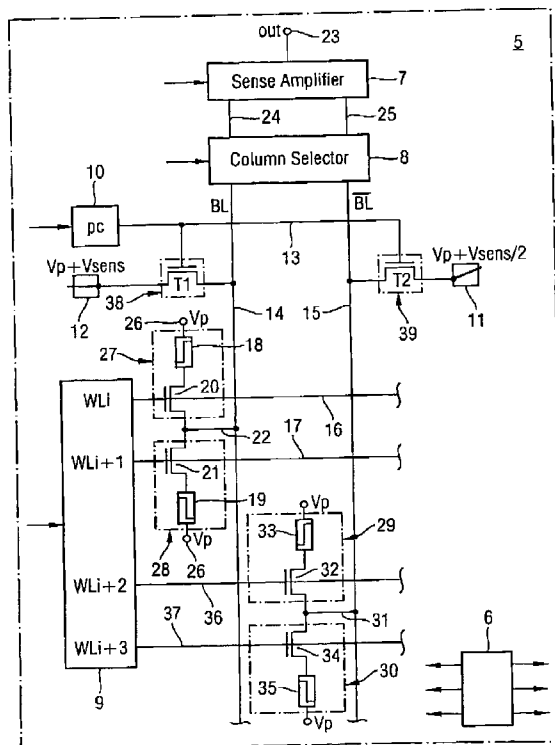 out 23
5
Sense Amplifier 7
24 25
Column Selector 8
10
BL B̅L̅
pc
13
Vp+Vsens Vp+Vsens/2
T1 T2
12 38 14 15 39 11
26 Vp
27 18
20
WLi 16
22 17
WLi+1
21
19
33 Vp 29
28 26 Vp
32
WLi+2
36 31
37
WLi+3 34 6
30
35
9 Vp